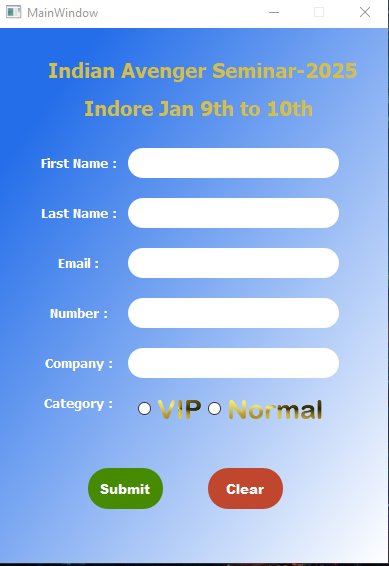 MainWindow
Indian Avenger Seminar-2025
Indore Jan 9th to 10th
First Name :
Last Name :
Email :
Number :
Company :
Category : VIP Normal
Submit Clear